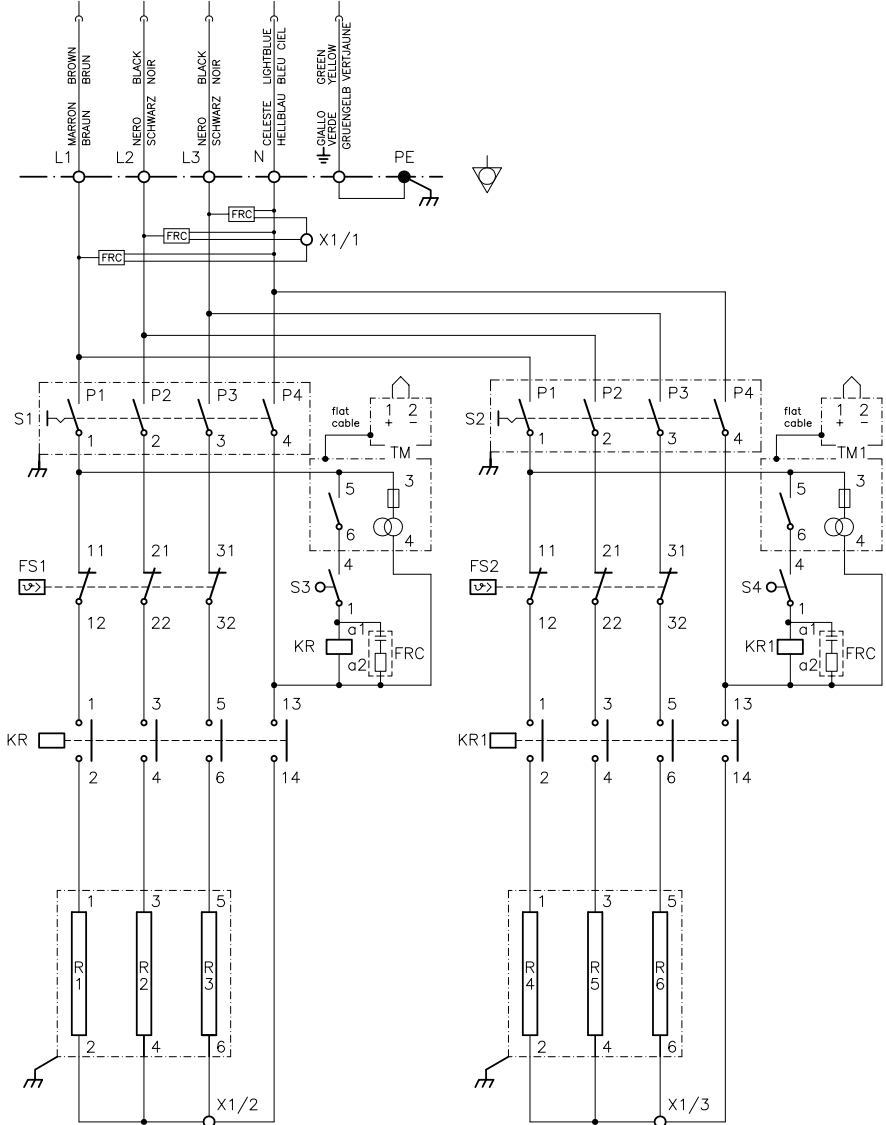 MARRON BROWN
BRAUN BRUN
NERO BLACK
SCHWARZ NOIR
NERO BLACK
SCHWARZ NOIR
CELESTE LIGHTBLUE
HELLBLAU BLEU CIEL
GIALLO GREEN
VERDE YELLOW
GRUENGELB VERTJAUNE
L1 L2 L3 N PE
FRC
FRC X1/1
FRC
P1 P2 P3 P4
S1
1 2 3 4
flat
cable
1 2
+ −
TM
5 3
6 4
11 21 31 4
FS1 S3
12 22 32 1
a1
KR
a2 FRC
1 3 5 13
KR
2 4 6 14
1 3 5
R1 R2 R3
2 4 6
X1/2
P1 P2 P3 P4
S2
1 2 3 4
flat
cable
1 2
+ −
TM1
5 3
6 4
11 21 31 4
FS2 S4
12 22 32 1
a1
KR1
a2 FRC
1 3 5 13
KR1
2 4 6 14
1 3 5
R4 R5 R6
2 4 6
X1/3